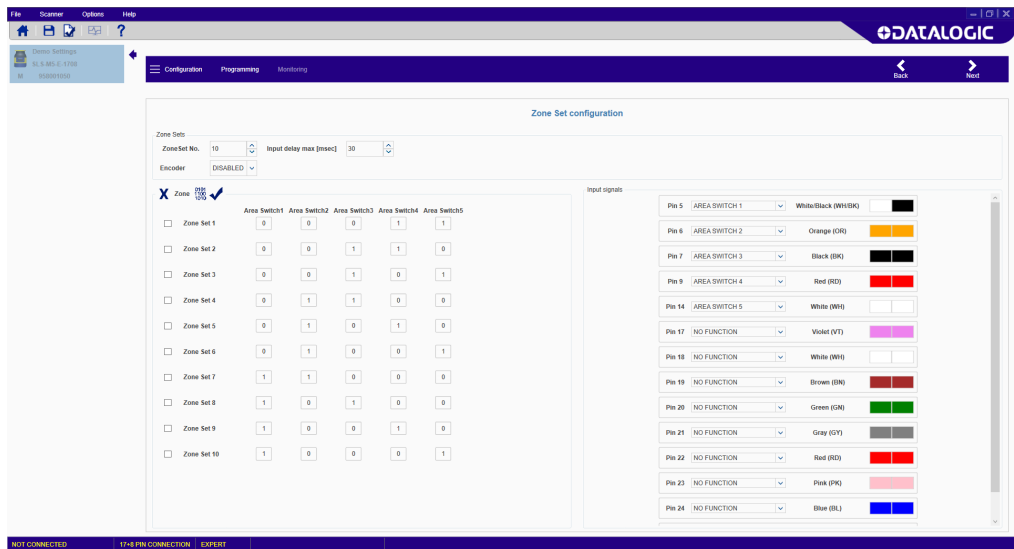 File Scanner Options Help
DATALOGIC
Demo Settings
SLS-M5-E-1708
M 050001950
Configuration Programming Monitoring Back Next
Zone Set configuration
Zone Sets
ZoneSet No. 10 Input delay max [msec] 30
Encoder DISABLED
X Zone 0101 1100 1010
Area Switch1 Area Switch2 Area Switch3 Area Switch4 Area Switch5
Zone Set 1 0 0 0 1 1
Zone Set 2 0 0 1 1 0
Zone Set 3 0 0 1 0 1
Zone Set 4 0 1 1 0 0
Zone Set 5 0 1 0 1 0
Zone Set 6 0 1 0 0 1
Zone Set 7 1 1 0 0 0
Zone Set 8 1 0 1 0 0
Zone Set 9 1 0 0 1 0
Zone Set 10 1 0 0 0 1
Input signals
Pin 5 AREA SWITCH 1 White/Black (WH/BK)
Pin 6 AREA SWITCH 2 Orange (OR)
Pin 7 AREA SWITCH 3 Black (BK)
Pin 9 AREA SWITCH 4 Red (RD)
Pin 14 AREA SWITCH 5 White (WH)
Pin 17 NO FUNCTION Violet (VT)
Pin 18 NO FUNCTION White (WH)
Pin 19 NO FUNCTION Brown (BN)
Pin 20 NO FUNCTION Green (GN)
Pin 21 NO FUNCTION Gray (GY)
Pin 22 NO FUNCTION Red (RD)
Pin 23 NO FUNCTION Pink (PK)
Pin 24 NO FUNCTION Blue (BL)
NOT CONNECTED 17+8 PIN CONNECTION EXPERT